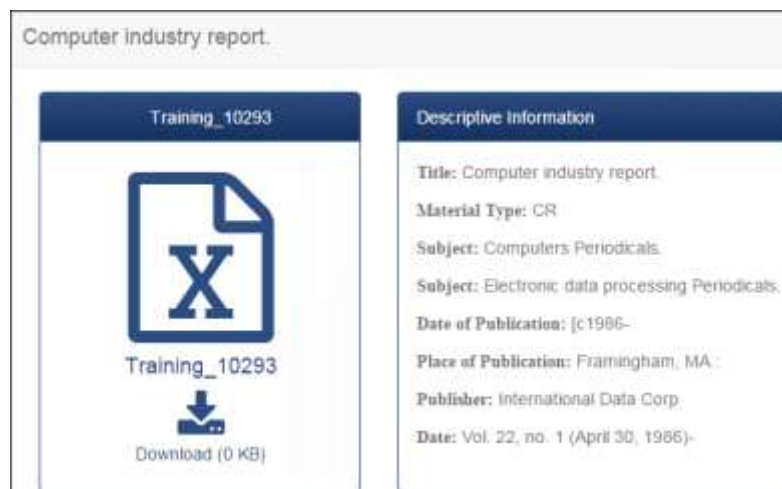 Computer industry report.
Training_10293
X
Training_10293
Download (0 KB)
Descriptive Information
Title: Computer industry report.
Material Type: CR
Subject: Computers Periodicals.
Subject: Electronic data processing Periodicals.
Date of Publication: [c1986-
Place of Publication: Framingham, MA :
Publisher: International Data Corp
Date: Vol. 22, no. 1 (April 30, 1986)-